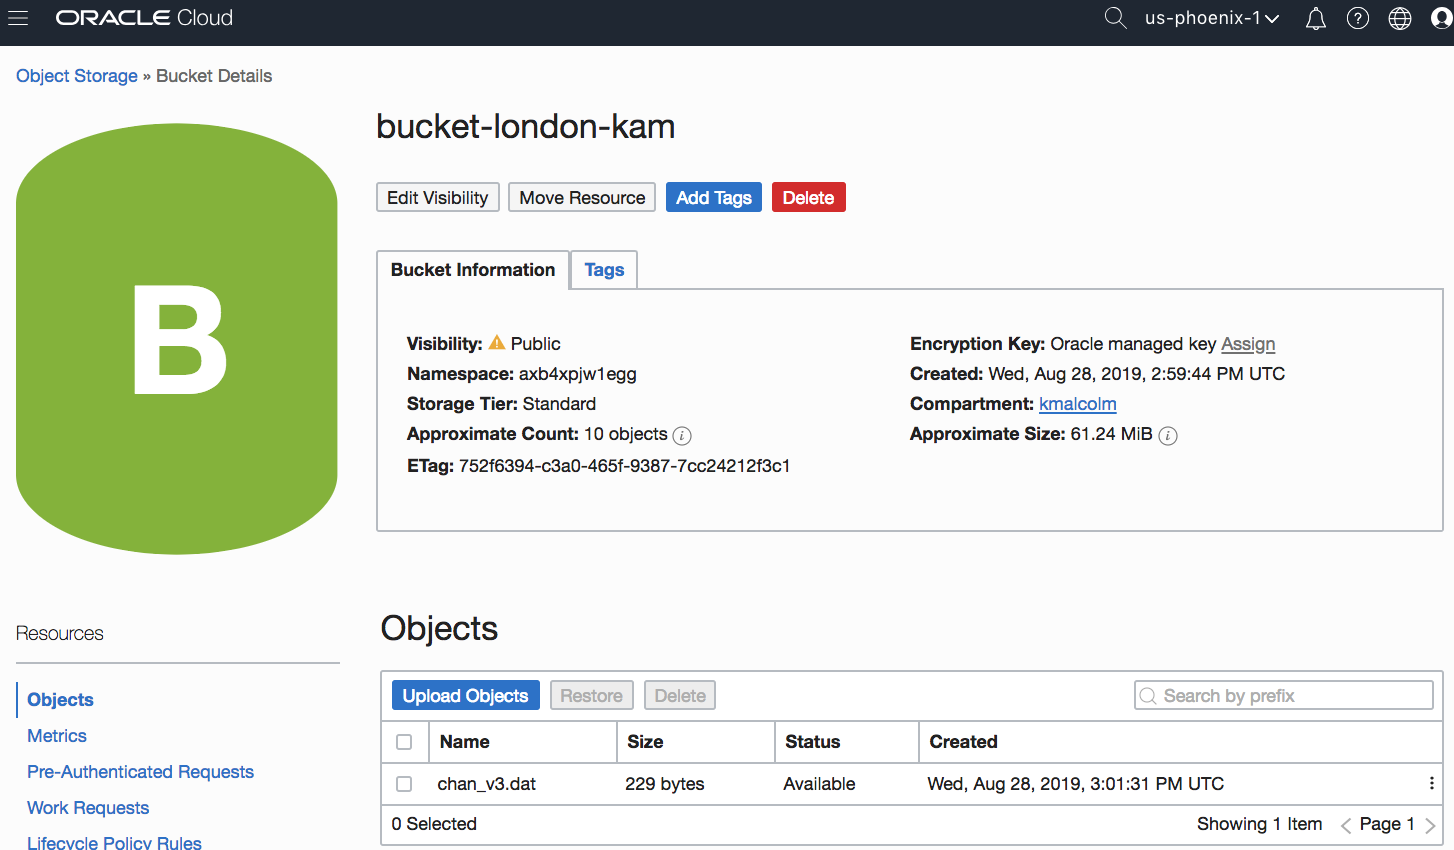 ORACLE Cloud
us-phoenix-1
Object Storage » Bucket Details
B
bucket-london-kam
Edit Visibility Move Resource Add Tags Delete
Bucket Information Tags
Visibility: Public
Namespace: axb4xpjw1egg
Storage Tier: Standard
Approximate Count: 10 objects
ETag: 752f6394-c3a0-465f-9387-7cc24212f3c1
Encryption Key: Oracle managed key Assign
Created: Wed, Aug 28, 2019, 2:59:44 PM UTC
Compartment: kmalcolm
Approximate Size: 61.24 MiB
Resources
Objects
Metrics
Pre-Authenticated Requests
Work Requests
Lifecycle Policy Rules
Objects
Upload Objects Restore Delete Search by prefix
Name Size Status Created
chan_v3.dat 229 bytes Available Wed, Aug 28, 2019, 3:01:31 PM UTC
0 Selected Showing 1 Item < Page 1 >